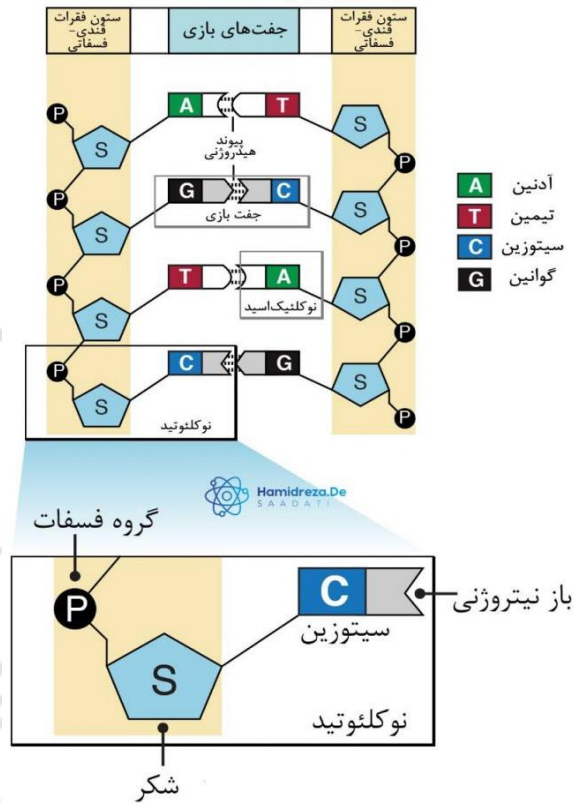 ستون فقرات
قندی-
فسفاتی
جفت‌های بازی
ستون فقرات
قندی-
فسفاتی
P
A
T
S
S
پیوند
هیدروژنی
P
P
G
C
S
S
جفت بازی
A آدنین
T تیمین
C سیتوزین
G گوانین
P
P
T
A
S
S
نوکلئیک‌اسید
P
P
C
G
S
S
P
نوکلئوتید
Hamidreza.De
SAADATI
گروه فسفات
P
C
باز نیتروژنی
سیتوزین
S
نوکلئوتید
شکر